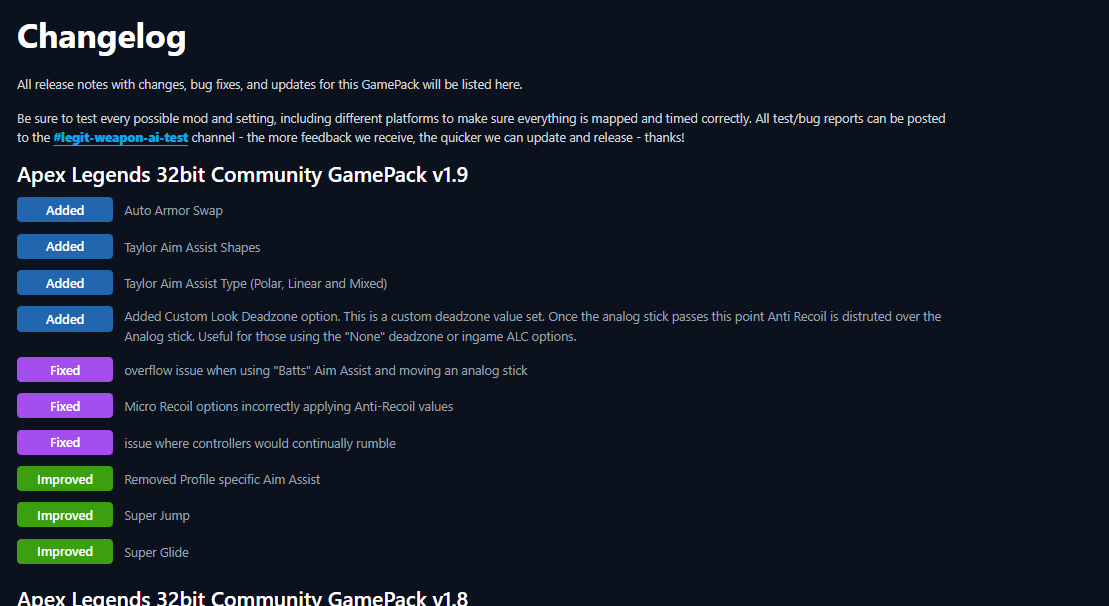 Changelog
All release notes with changes, bug fixes, and updates for this GamePack will be listed here.
Be sure to test every possible mod and setting, including different platforms to make sure everything is mapped and timed correctly. All test/bug reports can be posted
to the #legit-weapon-ai-test channel - the more feedback we receive, the quicker we can update and release - thanks!
Apex Legends 32bit Community GamePack v1.9
Added Auto Armor Swap
Added Taylor Aim Assist Shapes
Added Taylor Aim Assist Type (Polar, Linear and Mixed)
Added Added Custom Look Deadzone option. This is a custom deadzone value set. Once the analog stick passes this point Anti Recoil is distruted over the
Analog stick. Useful for those using the "None" deadzone or ingame ALC options.
Fixed overflow issue when using "Batts" Aim Assist and moving an analog stick
Fixed Micro Recoil options incorrectly applying Anti-Recoil values
Fixed issue where controllers would continually rumble
Improved Removed Profile specific Aim Assist
Improved Super Jump
Improved Super Glide
Apex Legends 32bit Community GamePack v1.8